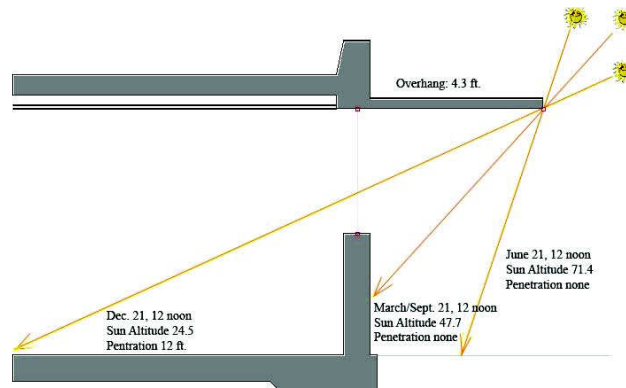 Overhang: 4.3 ft.
June 21, 12 noon
Sun Altitude 71.4
Penetration none
March/Sept. 21, 12 noon
Sun Altitude 47.7
Penetration none
Dec. 21, 12 noon
Sun Altitude 24.5
Pentration 12 ft.